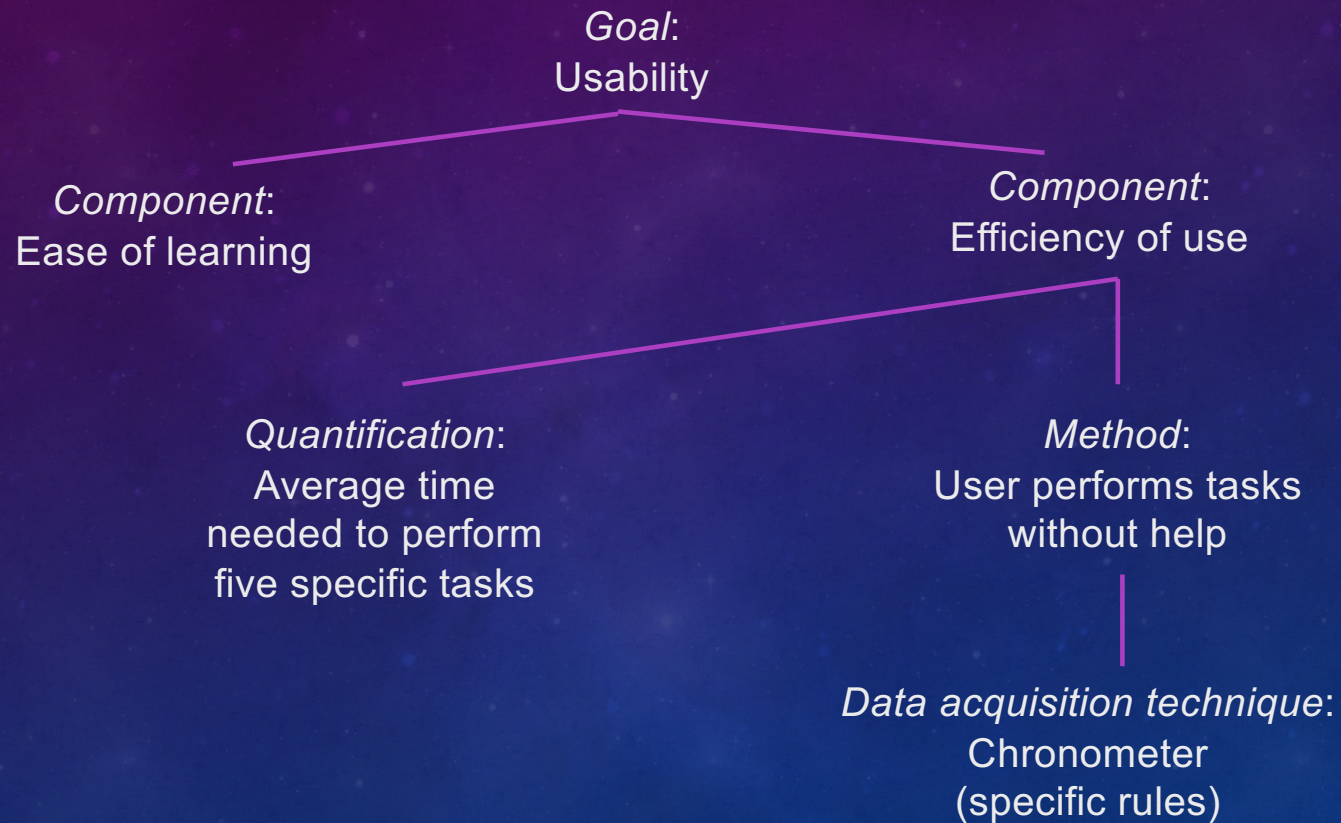 Goal:
Usability
Component:
Ease of learning
Component:
Efficiency of use
Quantification:
Average time
needed to perform
five specific tasks
Method:
User performs tasks
without help
Data acquisition technique:
Chronometer
(specific rules)